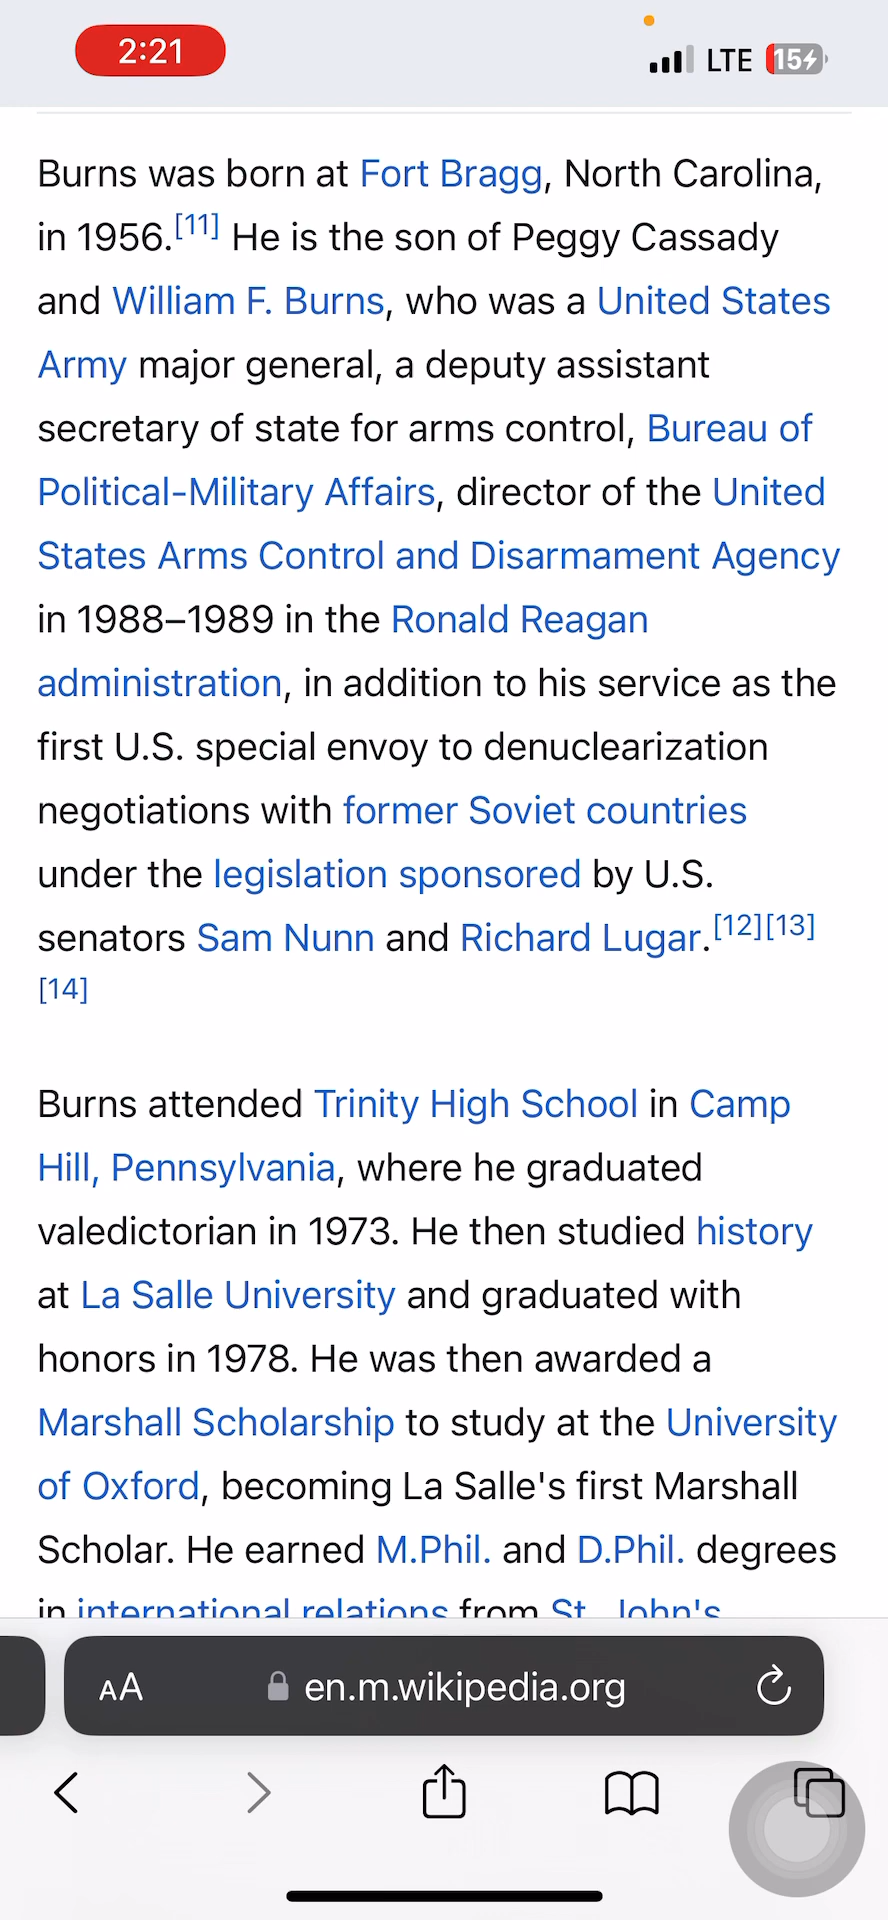 2:21
LTE
15
Burns was born at Fort Bragg, North Carolina,
in 1956.[11] He is the son of Peggy Cassady
and William F. Burns, who was a United States
Army major general, a deputy assistant
secretary of state for arms control, Bureau of
Political-Military Affairs, director of the United
States Arms Control and Disarmament Agency
in 1988–1989 in the Ronald Reagan
administration, in addition to his service as the
first U.S. special envoy to denuclearization
negotiations with former Soviet countries
under the legislation sponsored by U.S.
senators Sam Nunn and Richard Lugar.[12][13]
[14]
Burns attended Trinity High School in Camp
Hill, Pennsylvania, where he graduated
valedictorian in 1973. He then studied history
at La Salle University and graduated with
honors in 1978. He was then awarded a
Marshall Scholarship to study at the University
of Oxford, becoming La Salle's first Marshall
Scholar. He earned M.Phil. and D.Phil. degrees
in international relations from St. John's
AA
en.m.wikipedia.org